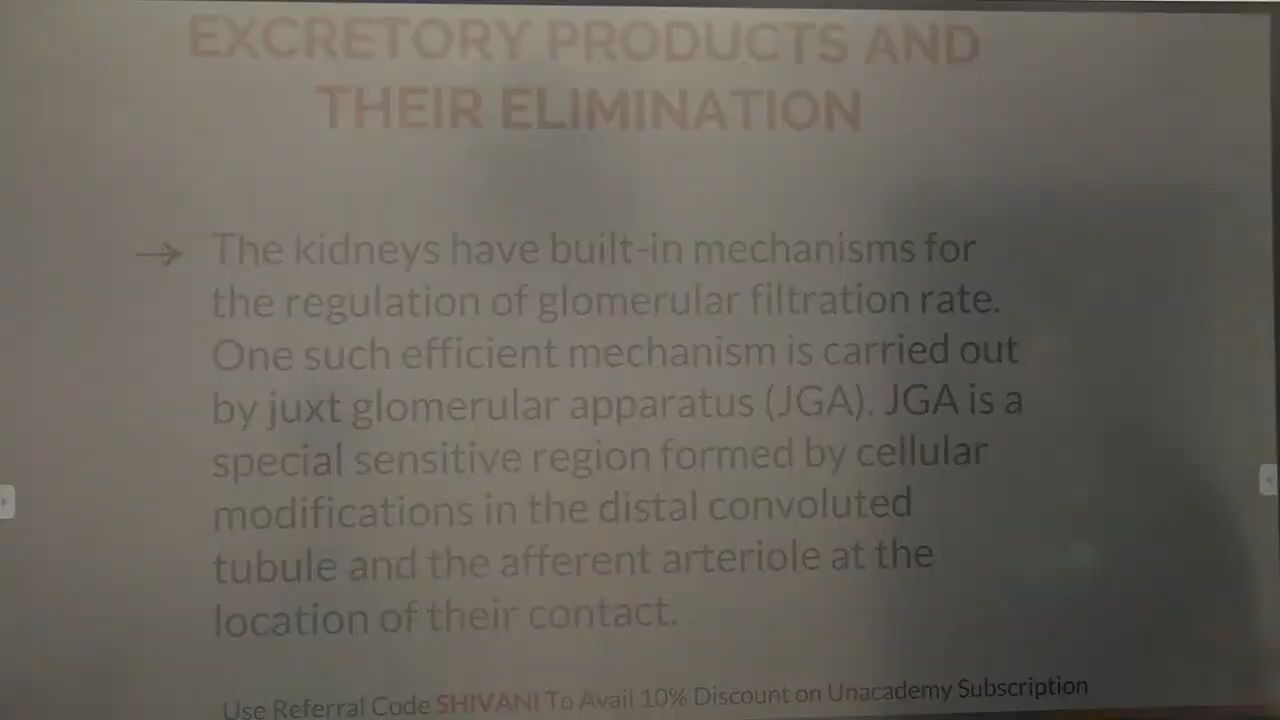 EXCRETORY PRODUCTS AND
THEIR ELIMINATION
→ The kidneys have built-in mechanisms for
the regulation of glomerular filtration rate.
One such efficient mechanism is carried out
by juxt glomerular apparatus (JGA). JGA is a
special sensitive region formed by cellular
modifications in the distal convoluted
tubule and the afferent arteriole at the
location of their contact.
Use Referral Code SHIVANI To Avail 10% Discount on Unacademy Subscription